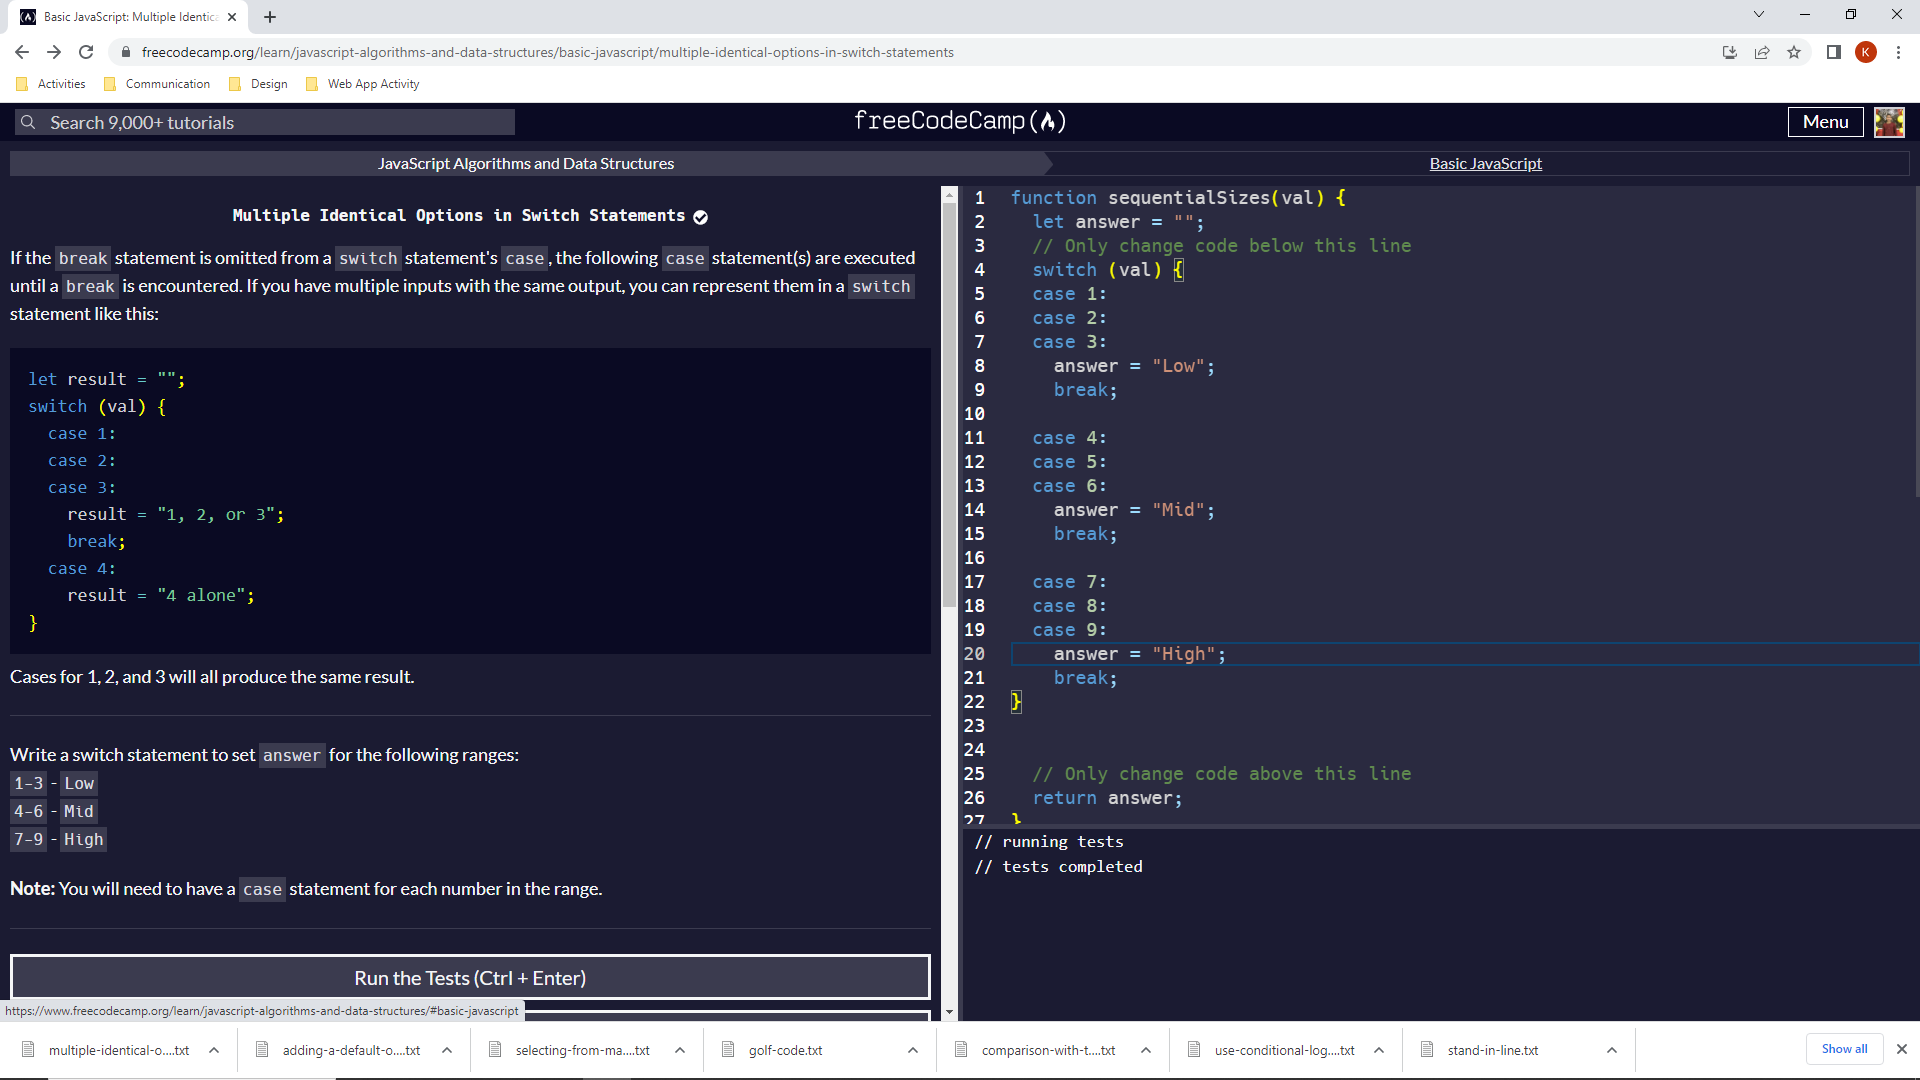 Basic JavaScript: Multiple Identica
freecodecamp.org/learn/javascript-algorithms-and-data-structures/basic-javascript/multiple-identical-options-in-switch-statements
K
Activities
Communication
Design
Web App Activity
Search 9,000+ tutorials
freeCodeCamp
Menu
JavaScript Algorithms and Data Structures
Basic JavaScript
Multiple Identical Options in Switch Statements
If the break statement is omitted from a switch statement's case, the following case statement(s) are executed
until a break is encountered. If you have multiple inputs with the same output, you can represent them in a switch
statement like this:
let result = "";
switch (val) {
case 1:
case 2:
case 3:
result = "1, 2, or 3";
break;
case 4:
result = "4 alone";
}
Cases for 1, 2, and 3 will all produce the same result.
Write a switch statement to set answer for the following ranges:
1-3 - Low
4-6 - Mid
7-9 - High
Note: You will need to have a case statement for each number in the range.
Run the Tests (Ctrl + Enter)
https://www.freecodecamp.org/learn/javascript-algorithms-and-data-structures/#basic-javascript
1 function sequentialSizes(val) {
2 let answer = "";
3 // Only change code below this line
4 switch (val) {
5 case 1:
6 case 2:
7 case 3:
8 answer = "Low";
9 break;
10
11 case 4:
12 case 5:
13 case 6:
14 answer = "Mid";
15 break;
16
17 case 7:
18 case 8:
19 case 9:
20 answer = "High";
21 break;
22 }
23
24
25 // Only change code above this line
26 return answer;
27 }
// running tests
// tests completed
multiple-identical-o....txt
adding-a-default-o....txt
selecting-from-ma....txt
golf-code.txt
comparison-with-t....txt
use-conditional-log....txt
stand-in-line.txt
Show all